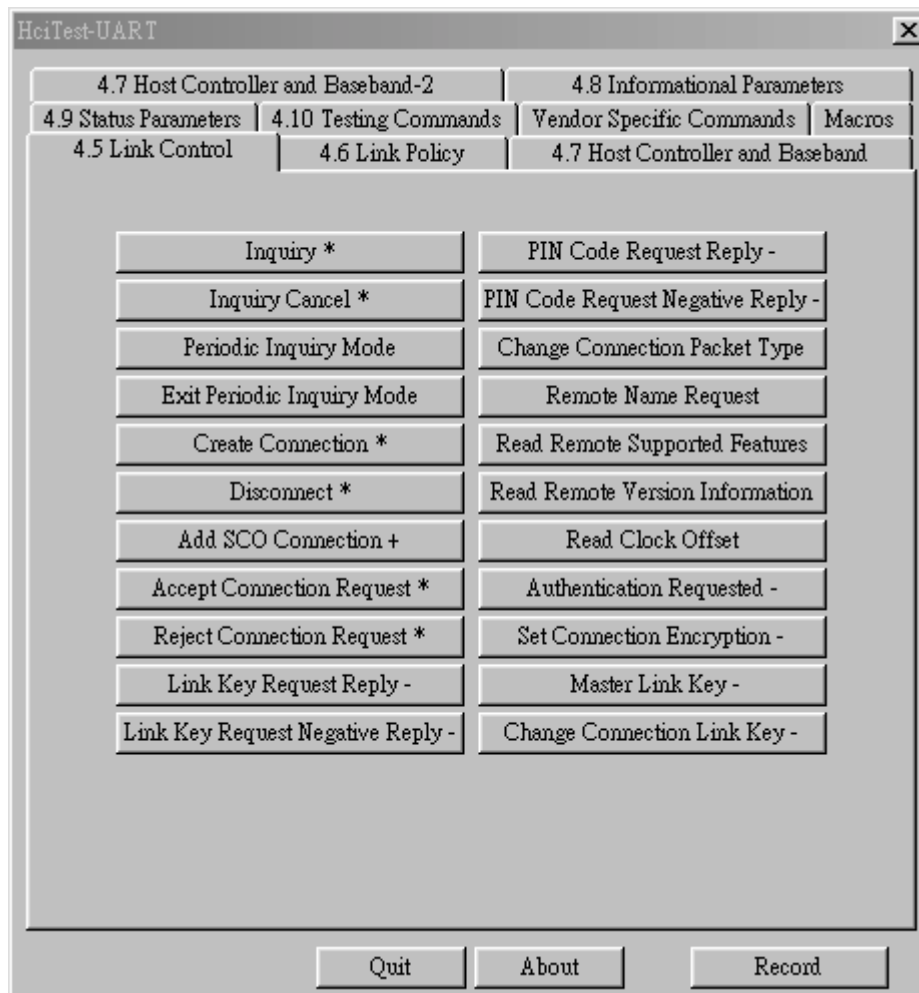 HciTest-UART
4.7 Host Controller and Baseband-2
4.8 Informational Parameters
4.9 Status Parameters
4.10 Testing Commands
Vendor Specific Commands
Macros
4.5 Link Control
4.6 Link Policy
4.7 Host Controller and Baseband
Inquiry *
PIN Code Request Reply -
Inquiry Cancel *
PIN Code Request Negative Reply -
Periodic Inquiry Mode
Change Connection Packet Type
Exit Periodic Inquiry Mode
Remote Name Request
Create Connection *
Read Remote Supported Features
Disconnect *
Read Remote Version Information
Add SCO Connection +
Read Clock Offset
Accept Connection Request *
Authentication Requested -
Reject Connection Request *
Set Connection Encryption -
Link Key Request Reply -
Master Link Key -
Link Key Request Negative Reply -
Change Connection Link Key -
Quit
About
Record